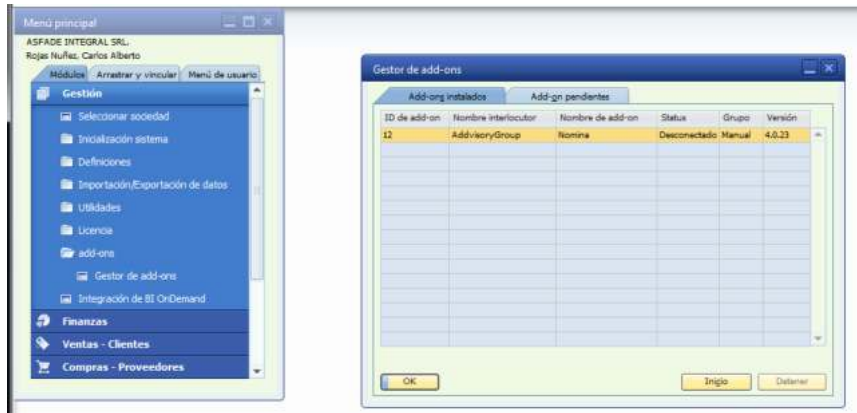 Menú principal
ASFADE INTEGRAL SRL.
Rojas Nuñez, Carlos Alberto
Módulos Arrastrar y vincular Menú de usuario
Gestión
Seleccionar sociedad
Inicialización sistema
Definiciones
Importación/Exportación de datos
Utilidades
Licencia
add-ons
Gestor de add-ons
Integración de BI OnDemand
Finanzas
Ventas - Clientes
Compras - Proveedores
Gestor de add-ons
Add-ons instalados Add-on pendientes
ID de add-on Nombre interlocutor Nombre de add-on Status Grupo Versión
12 AddvisoryGroup Nomina Desconectado Manual 4.0.23
OK Inicio Detener